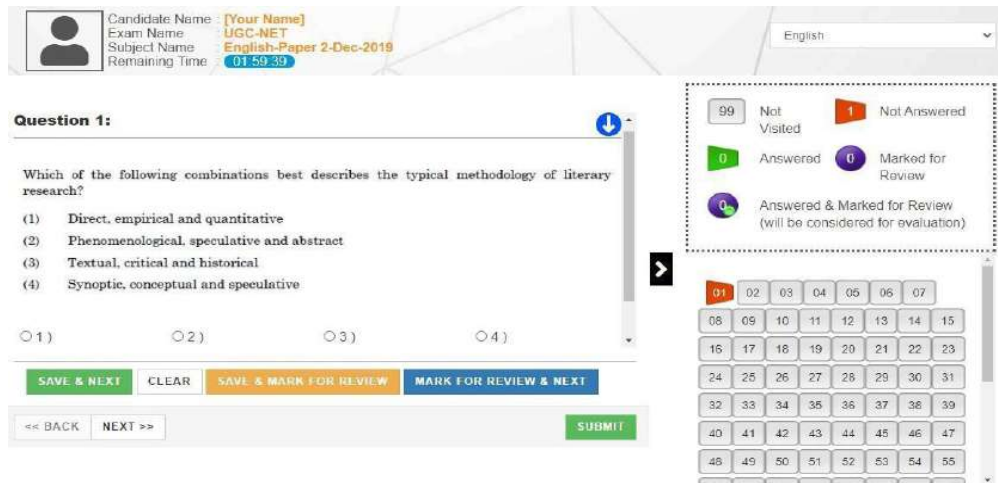 Candidate Name : [Your Name]
Exam Name : UGC-NET
Subject Name : English-Paper 2-Dec-2019
Remaining Time : 01:59:39
English
Question 1:
Which of the following combinations best describes the typical methodology of literary
research?
(1) Direct, empirical and quantitative
(2) Phenomenological, speculative and abstract
(3) Textual, critical and historical
(4) Synoptic, conceptual and speculative
1 )
2 )
3 )
4 )
SAVE & NEXT
CLEAR
SAVE & MARK FOR REVIEW
MARK FOR REVIEW & NEXT
<< BACK
NEXT >>
SUBMIT
99 Not
Visited
1 Not Answered
0 Answered
0 Marked for
Review
0 Answered & Marked for Review
(will be considered for evaluation)
01 02 03 04 05 06 07
08 09 10 11 12 13 14 15
16 17 18 19 20 21 22 23
24 25 26 27 28 29 30 31
32 33 34 35 36 37 38 39
40 41 42 43 44 45 46 47
48 49 50 51 52 53 54 55